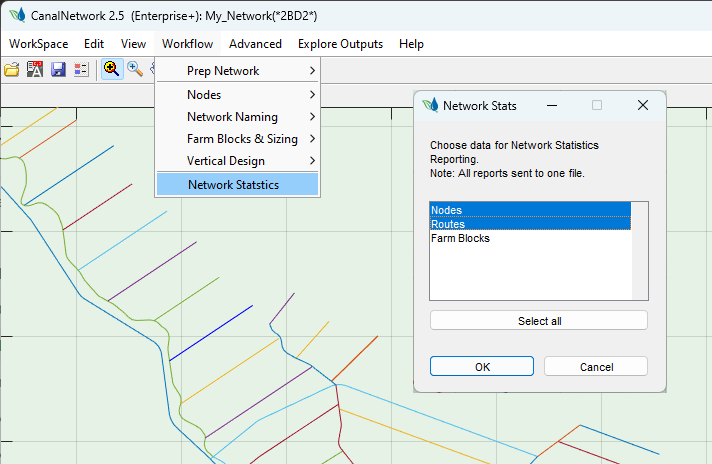 CanalNetwork 2.5 (Enterprise+): My_Network(*2BD2*)
WorkSpace Edit View Workflow Advanced Explore Outputs Help
Prep Network
Nodes
Network Naming
Farm Blocks & Sizing
Vertical Design
Network Statstics
Network Stats
Choose data for Network Statistics
Reporting.
Note: All reports sent to one file.
Nodes
Routes
Farm Blocks
Select all
OK Cancel